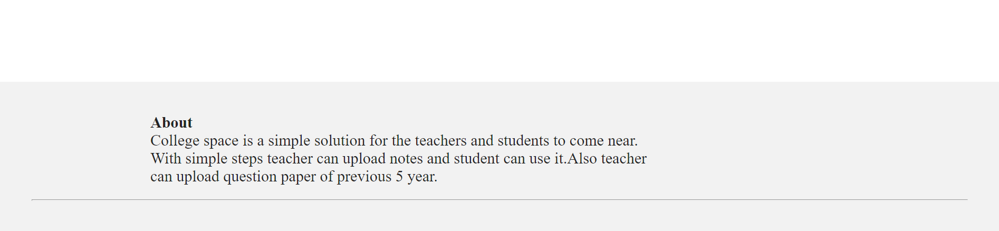 About
College space is a simple solution for the teachers and students to come near.
With simple steps teacher can upload notes and student can use it.Also teacher
can upload question paper of previous 5 year.